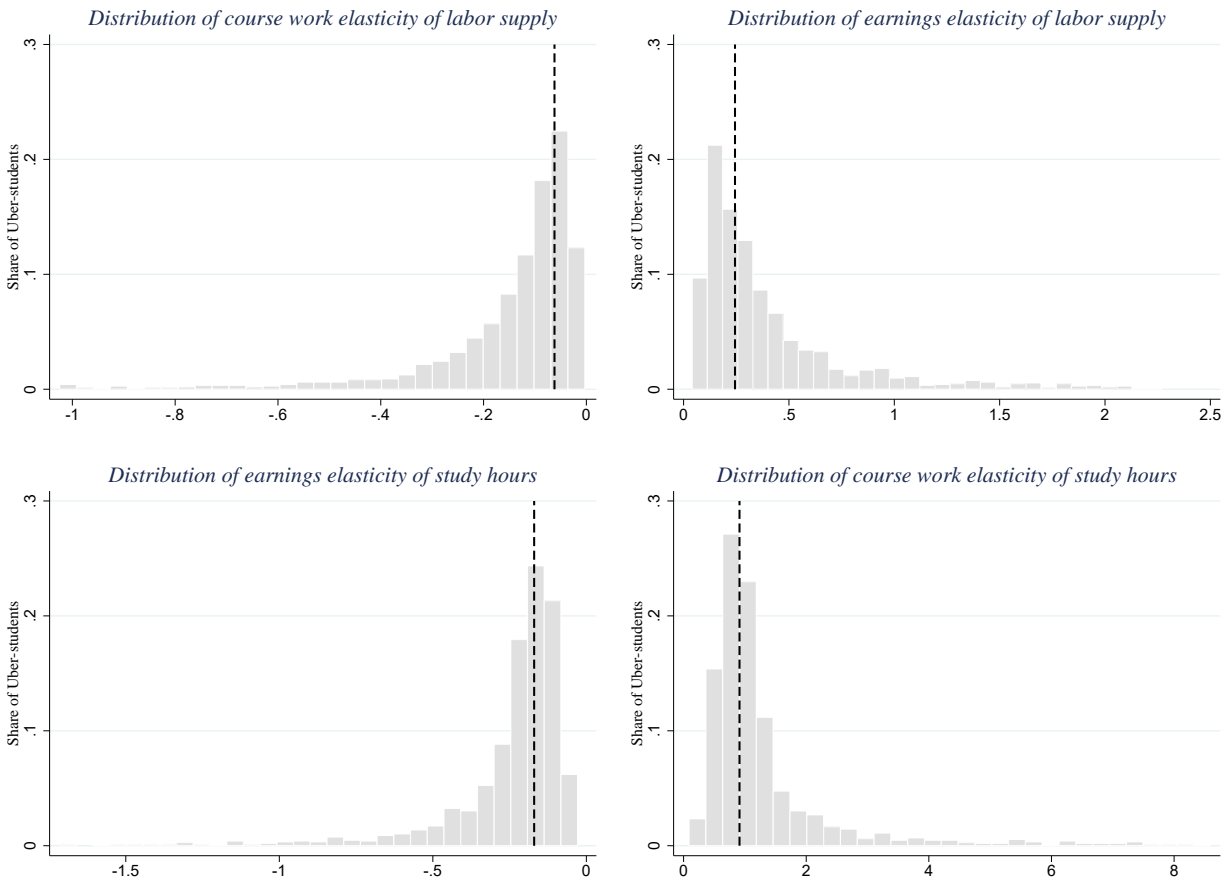 Distribution of course work elasticity of labor supply
Share of Uber-students
.3
.2
.1
0
-1 -.8 -.6 -.4 -.2 0
Distribution of earnings elasticity of labor supply
Share of Uber-students
.3
.2
.1
0
0 .5 1 1.5 2 2.5
Distribution of earnings elasticity of study hours
Share of Uber-students
.3
.2
.1
0
-1.5 -1 -.5 0
Distribution of course work elasticity of study hours
Share of Uber-students
.3
.2
.1
0
0 2 4 6 8